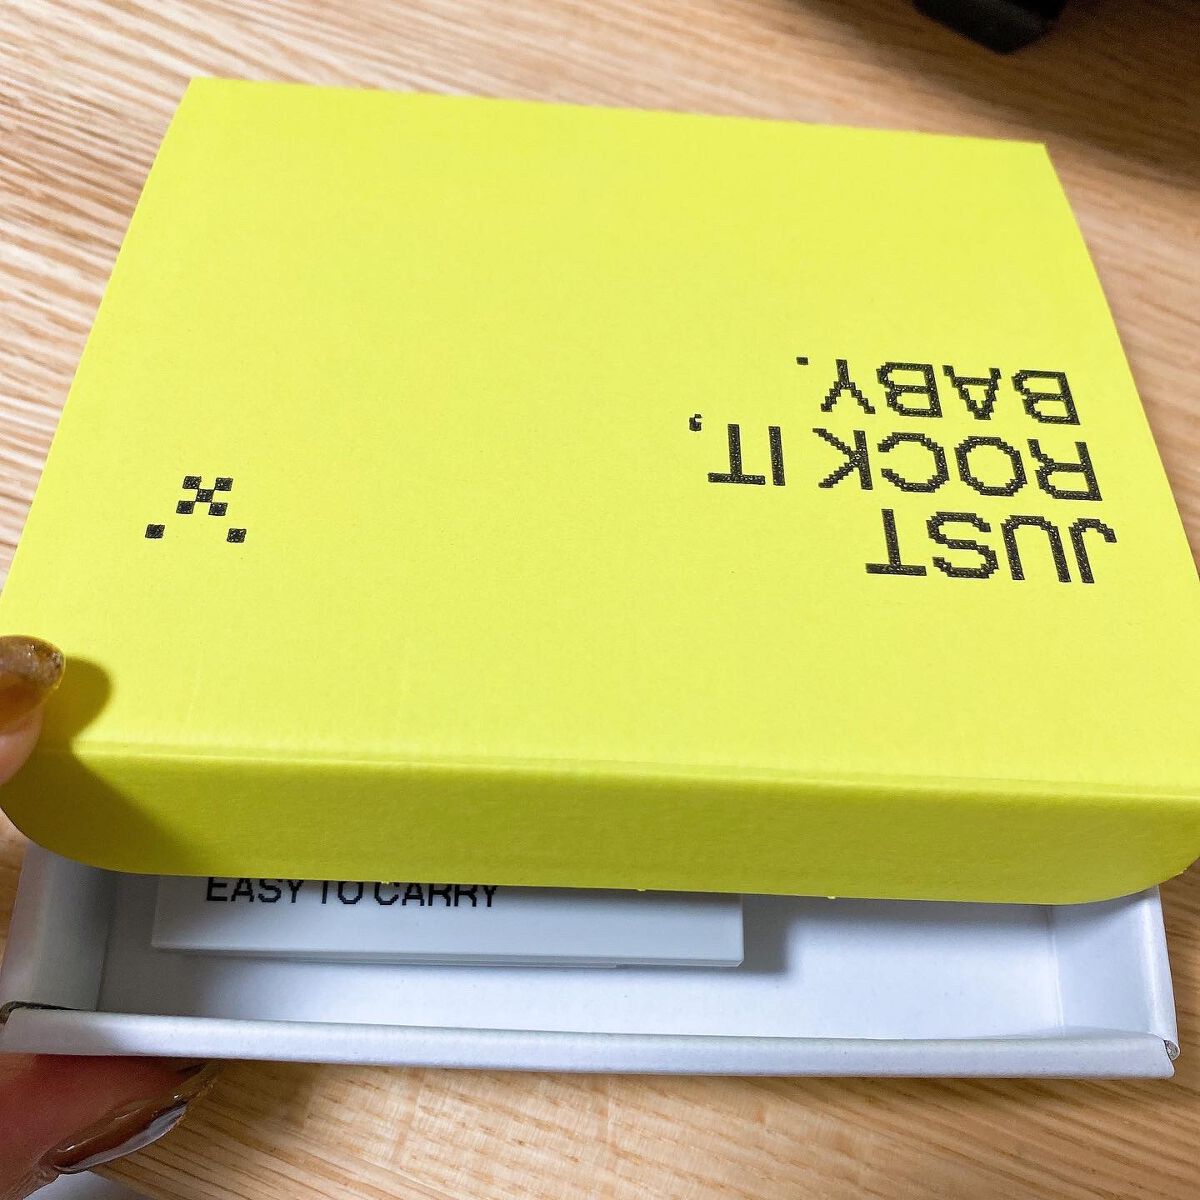 JUST
ROCK IT,
BABY.
EASY TO CARRY